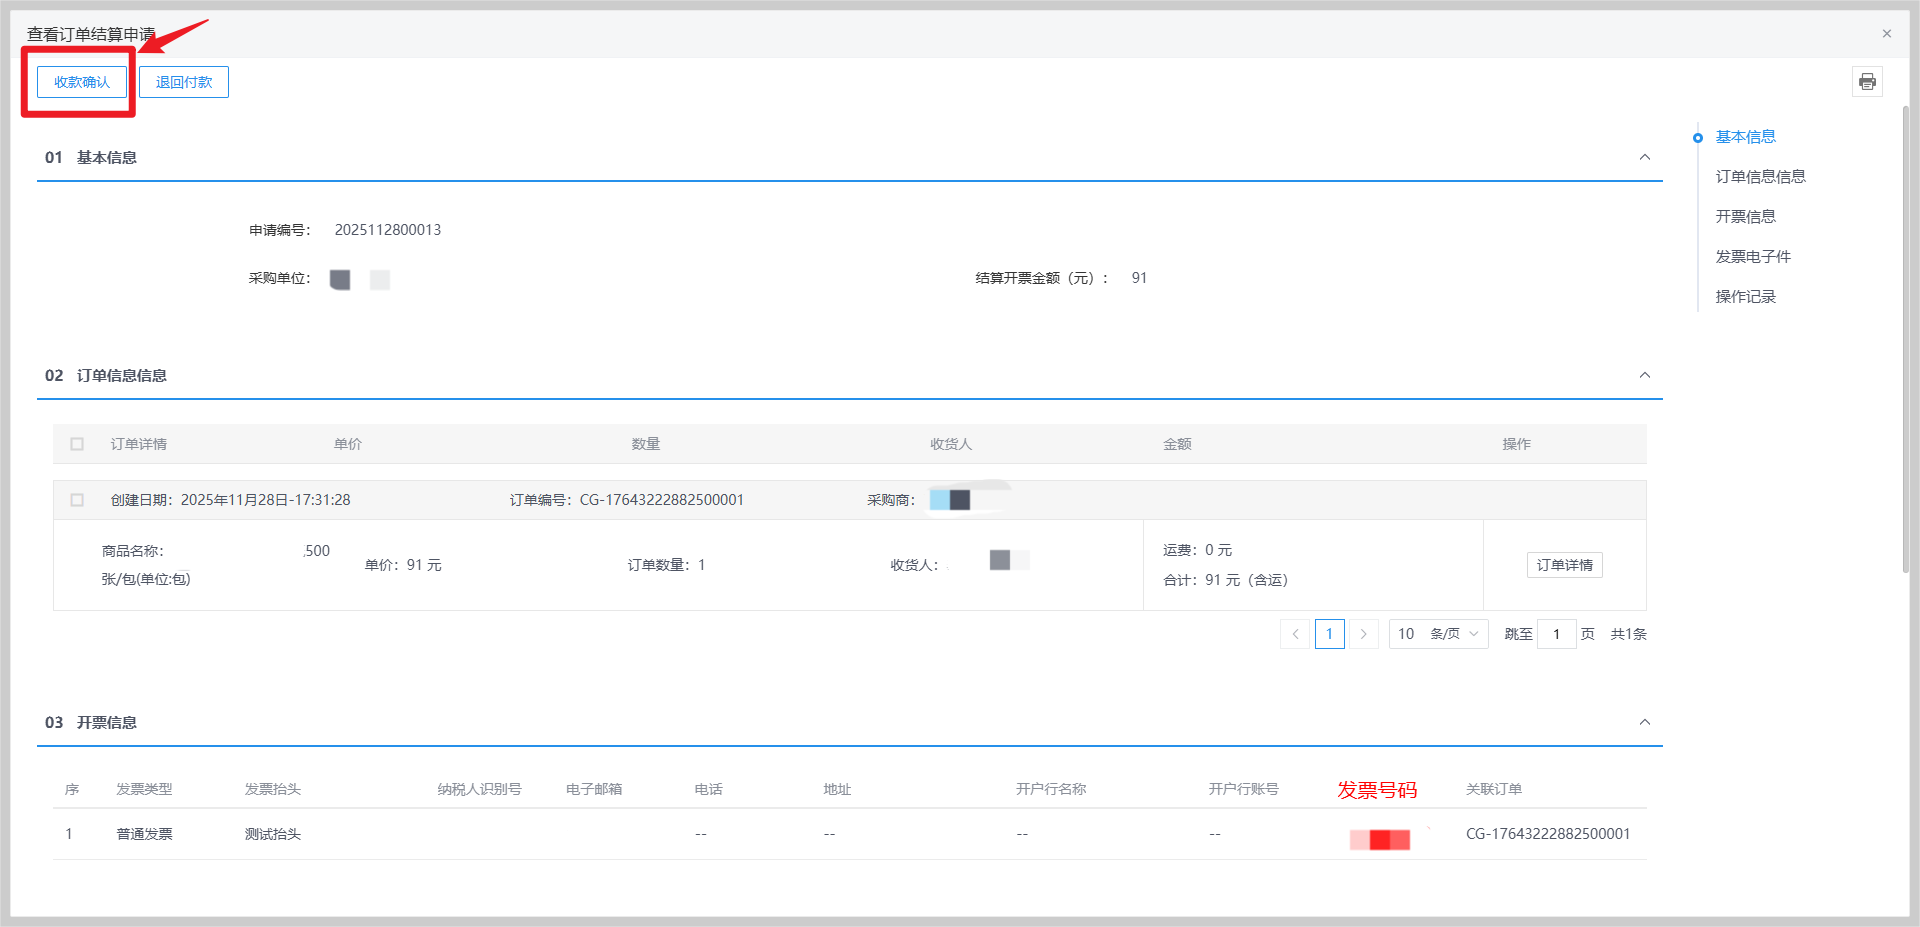 查看订单结算申请
收款确认 退回付款
01 基本信息
申请编号： 2025112800013
采购单位： 结算开票金额（元）： 91
02 订单信息信息
订单详情 单价 数量 收货人 金额 操作
创建日期：2025年11月28日-17:31:28 订单编号：CG-17643222882500001 采购商：
商品名称： ,500
张/包(单位:包)
单价：91 元 订单数量：1 收货人：
运费：0 元
合计：91 元（含运）
订单详情
1 10 条/页 跳至 1 页 共1条
03 开票信息
序 发票类型 发票抬头 纳税人识别号 电子邮箱 电话 地址 开户行名称 开户行账号 发票号码 关联订单
1 普通发票 测试抬头 -- -- -- -- CG-17643222882500001
基本信息
订单信息信息
开票信息
发票电子件
操作记录